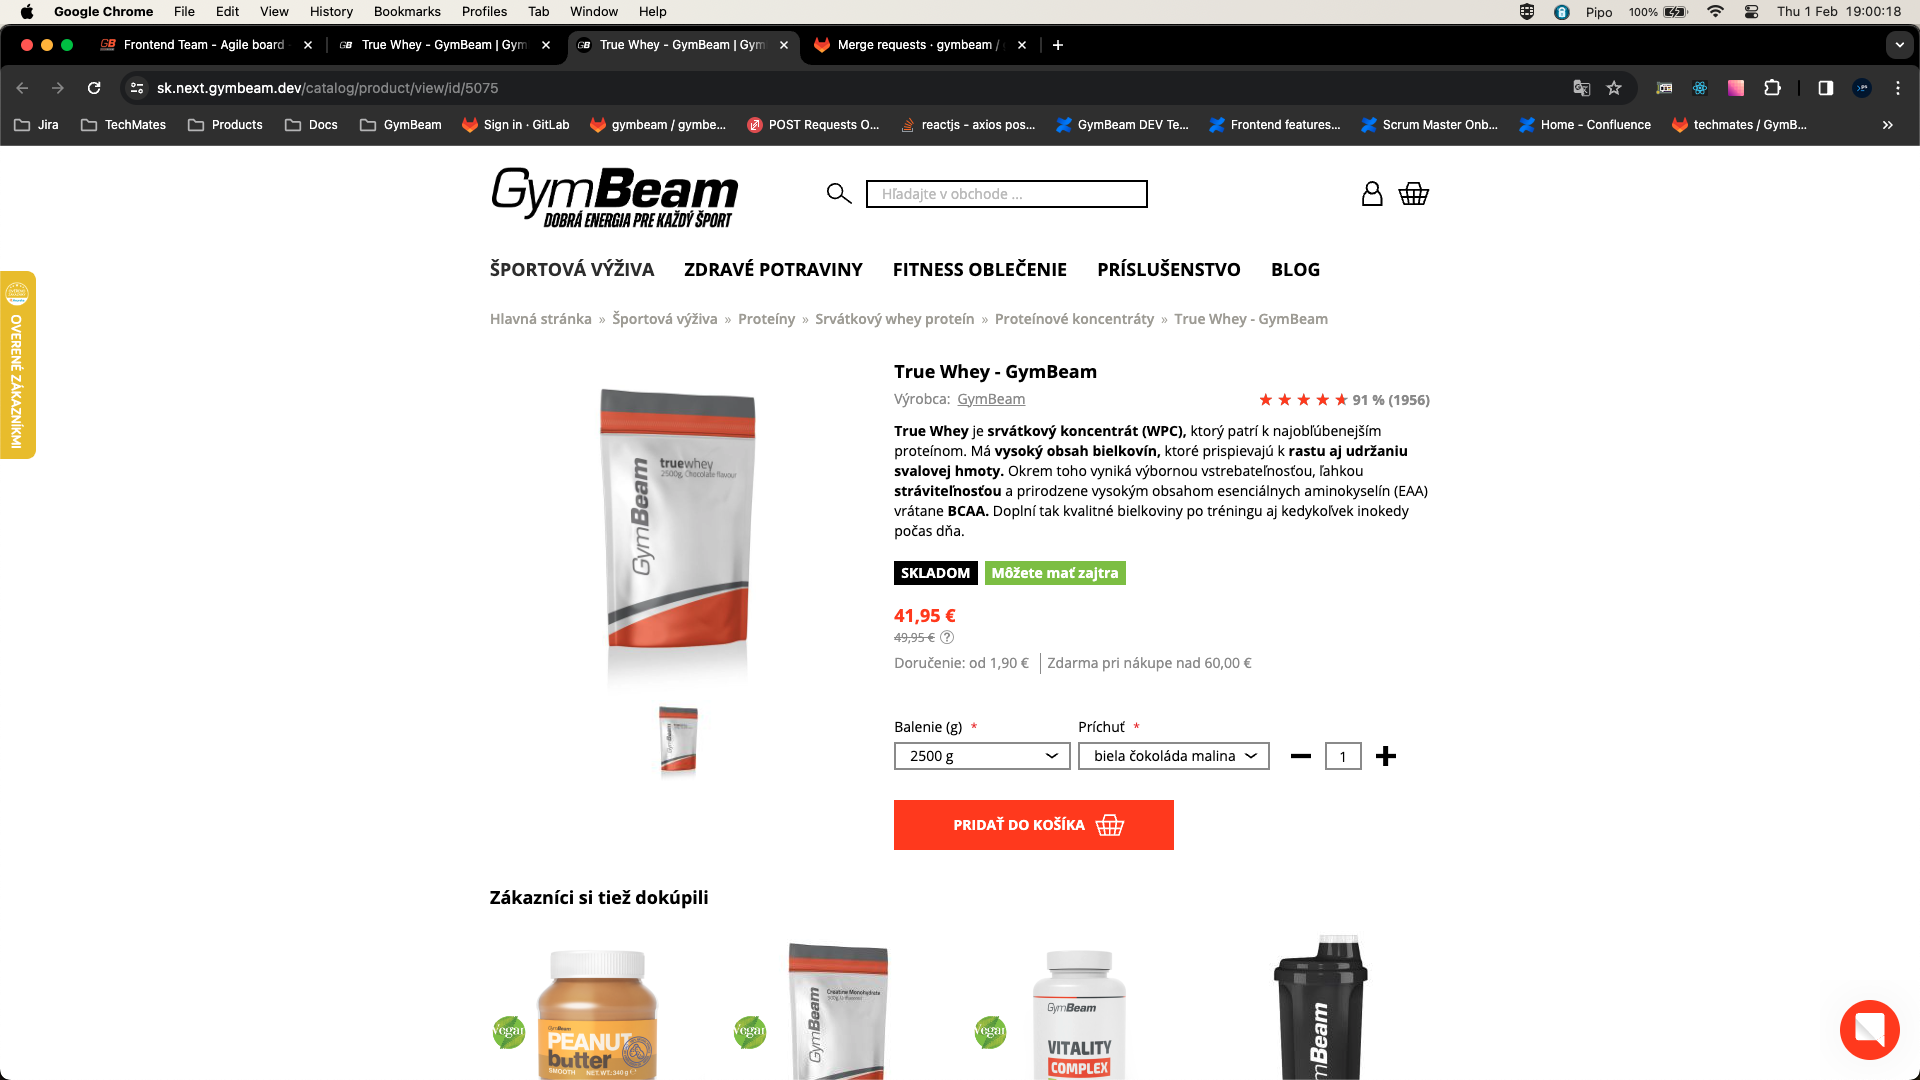 Google Chrome File Edit View History Bookmarks Profiles Tab Window Help Pipo 100% Thu 1 Feb 19:00:18
Frontend Team - Agile board
True Whey - GymBeam | Gym
True Whey - GymBeam | Gym
Merge requests · gymbeam /
sk.next.gymbeam.dev/catalog/product/view/id/5075
Jira TechMates Products Docs GymBeam Sign in · GitLab gymbeam / gymbe... POST Requests O... reactjs - axios pos... GymBeam DEV Te... Frontend features... Scrum Master Onb... Home - Confluence techmates / GymB...
GymBeam
DOBRÁ ENERGIA PRE KAŽDÝ ŠPORT
Hľadajte v obchode ...
ŠPORTOVÁ VÝŽIVA ZDRAVÉ POTRAVINY FITNESS OBLEČENIE PRÍSLUŠENSTVO BLOG
OVERENÉ ZÁKAZNÍKMI
Hlavná stránka » Športová výživa » Proteíny » Srvátkový whey proteín » Proteínové koncentráty » True Whey - GymBeam
True Whey - GymBeam
Výrobca: GymBeam
91 % (1956)
True Whey je srvátkový koncentrát (WPC), ktorý patrí k najobľúbenejším
proteínom. Má vysoký obsah bielkovín, ktoré prispievajú k rastu aj udržaniu
svalovej hmoty. Okrem toho vyniká výbornou vstrebateľnosťou, ľahkou
stráviteľnosťou a prirodzene vysokým obsahom esenciálnych aminokyselín (EAA)
vrátane BCAA. Doplní tak kvalitné bielkoviny po tréningu aj kedykoľvek inokedy
počas dňa.
truewhey
2500g, Chocolate flavour
GymBeam
SKLADOM Môžete mať zajtra
41,95 €
49,95 € ?
Doručenie: od 1,90 € Zdarma pri nákupe nad 60,00 €
Balenie (g) * Príchuť *
2500 g biela čokoláda malina 1
PRIDAŤ DO KOŠÍKA
Zákazníci si tiež dokúpili
Vegan
GymBeam
PEANUT
butter
SMOOTH NET WT. 340 g
Vegan
Creatine Monohydrate
GymBeam
Vegan
GymBeam
VITALITY
COMPLEX
mBeam